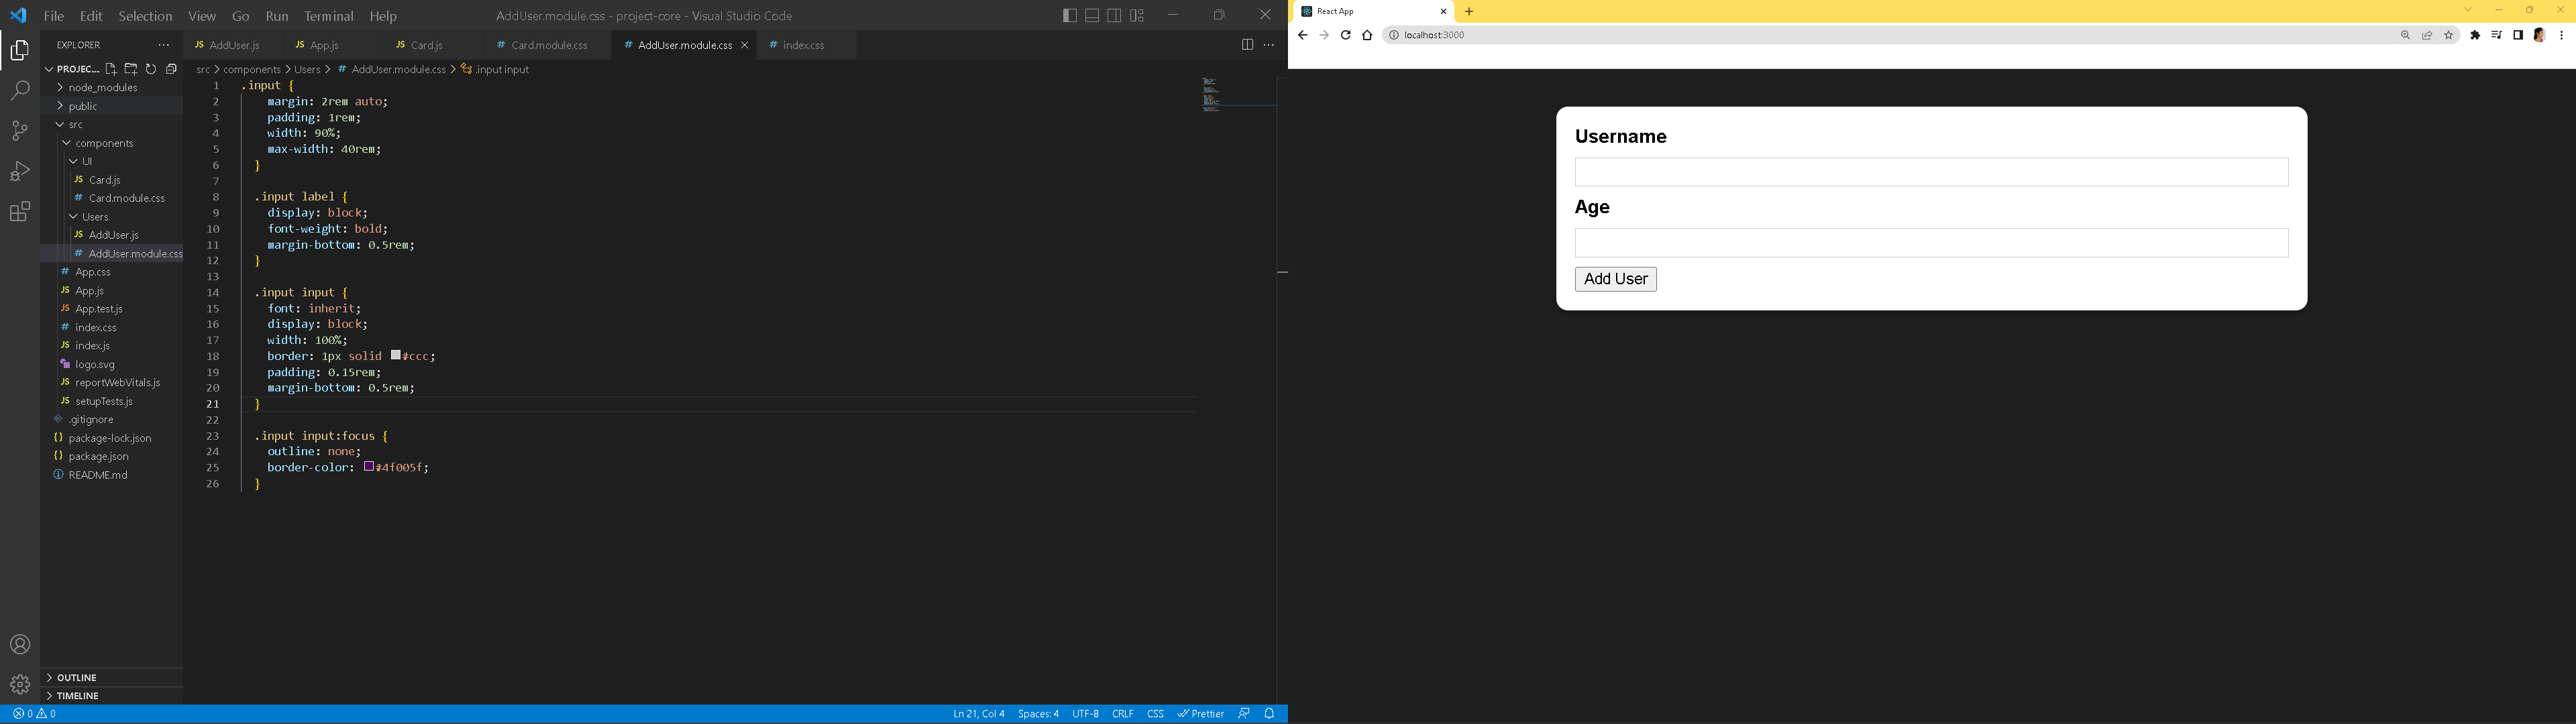 File Edit Selection View Go Run Terminal Help
AddUser.module.css - project-core - Visual Studio Code
EXPLORER
PROJEC...
node_modules
public
src
components
UI
JS Card.js
# Card.module.css
Users
JS AddUser.js
# AddUser.module.css
# App.css
JS App.js
JS App.test.js
# index.css
JS index.js
logo.svg
JS reportWebVitals.js
JS setupTests.js
.gitignore
{} package-lock.json
{} package.json
README.md
OUTLINE
TIMELINE
JS AddUser.js JS App.js JS Card.js # Card.module.css # AddUser.module.css # index.css
src > components > Users > # AddUser.module.css > .input input
1 .input {
2 margin: 2rem auto;
3 padding: 1rem;
4 width: 90%;
5 max-width: 40rem;
6 }
7
8 .input label {
9 display: block;
10 font-weight: bold;
11 margin-bottom: 0.5rem;
12 }
13
14 .input input {
15 font: inherit;
16 display: block;
17 width: 100%;
18 border: 1px solid #ccc;
19 padding: 0.15rem;
20 margin-bottom: 0.5rem;
21 }
22
23 .input input:focus {
24 outline: none;
25 border-color: #4f005f;
26 }
0 0 Ln 21, Col 4 Spaces: 4 UTF-8 CRLF CSS Prettier
React App
localhost:3000
Username
Age
Add User